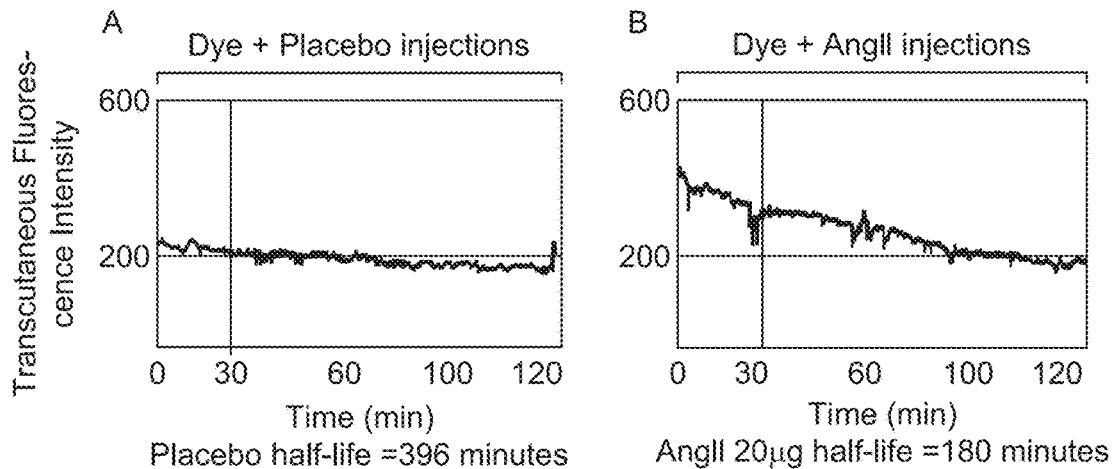 A
Dye + Placebo injections
Transcutaneous Fluores-
cence Intensity
600
200
0 30 60 100 120
Time (min)
Placebo half-life =396 minutes
B
Dye + AngII injections
600
200
0 30 60 100 120
Time (min)
AngII 20µg half-life =180 minutes